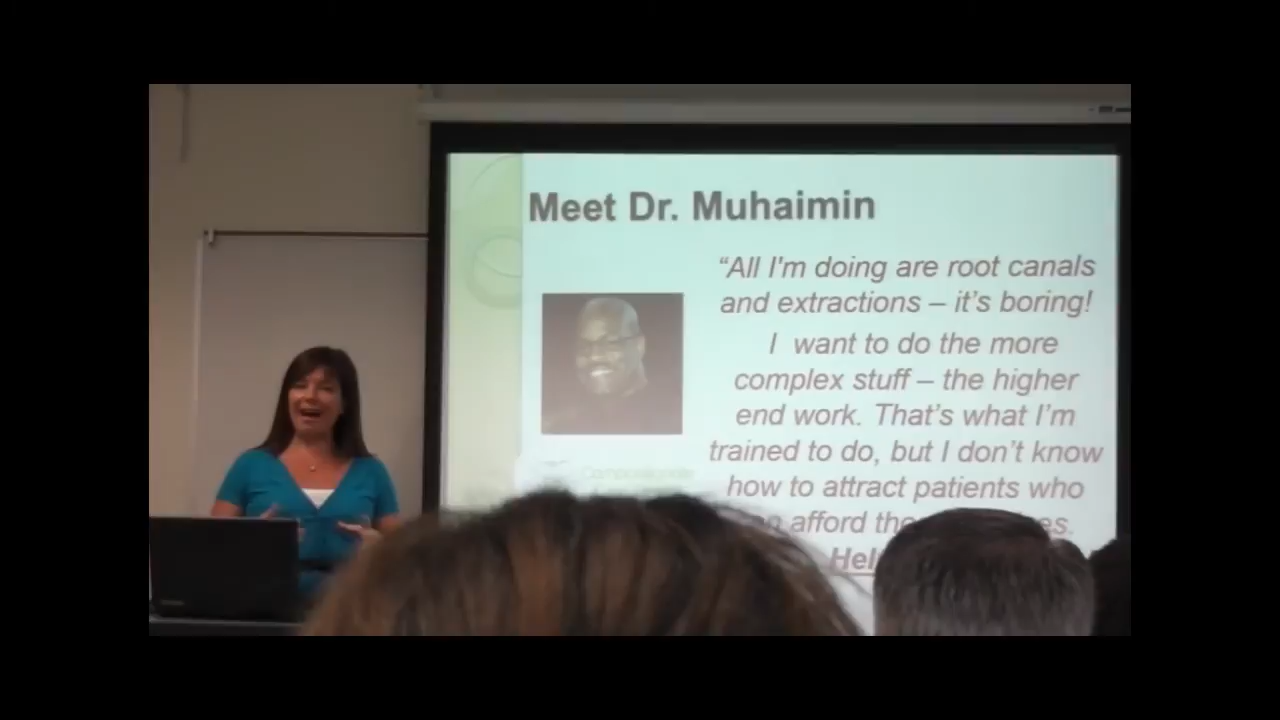 Meet Dr. Muhaimin
“All I'm doing are root canals
and extractions – it’s boring!
I want to do the more
complex stuff – the higher
end work. That’s what I’m
trained to do, but I don’t know
how to attract patients who
afford